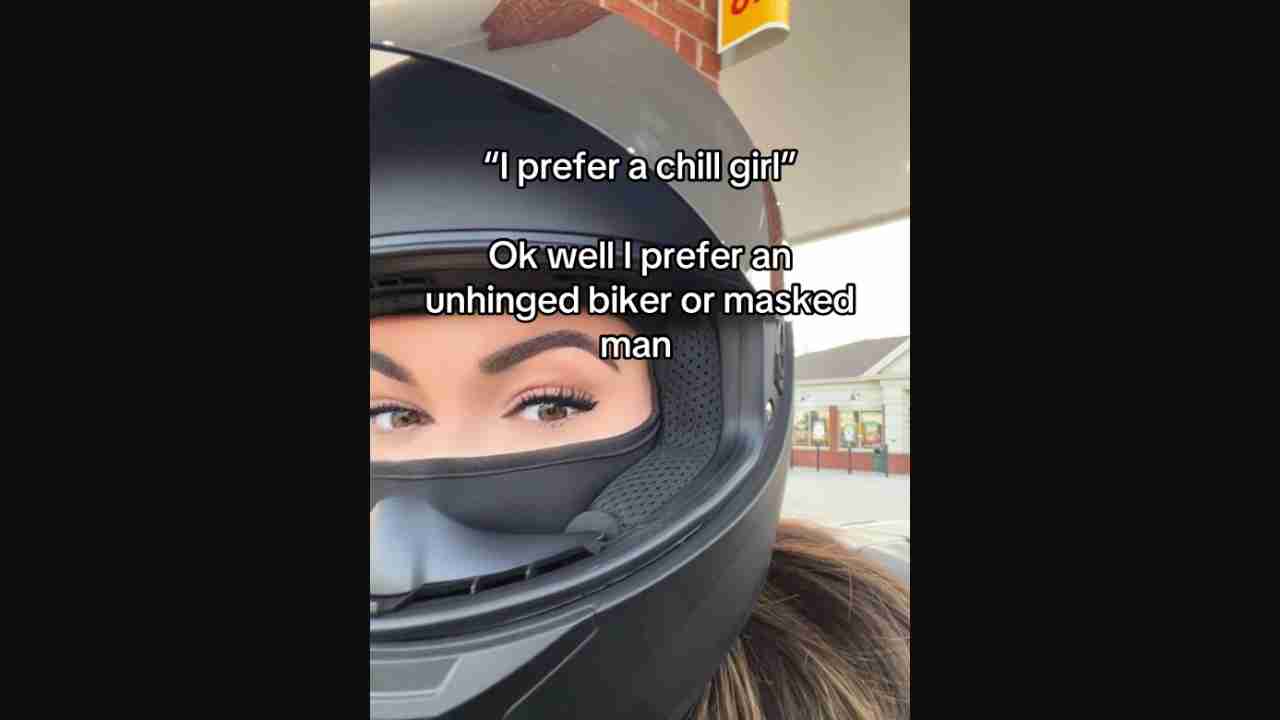 “I prefer a chill girl”
Ok well I prefer an
unhinged biker or masked
man